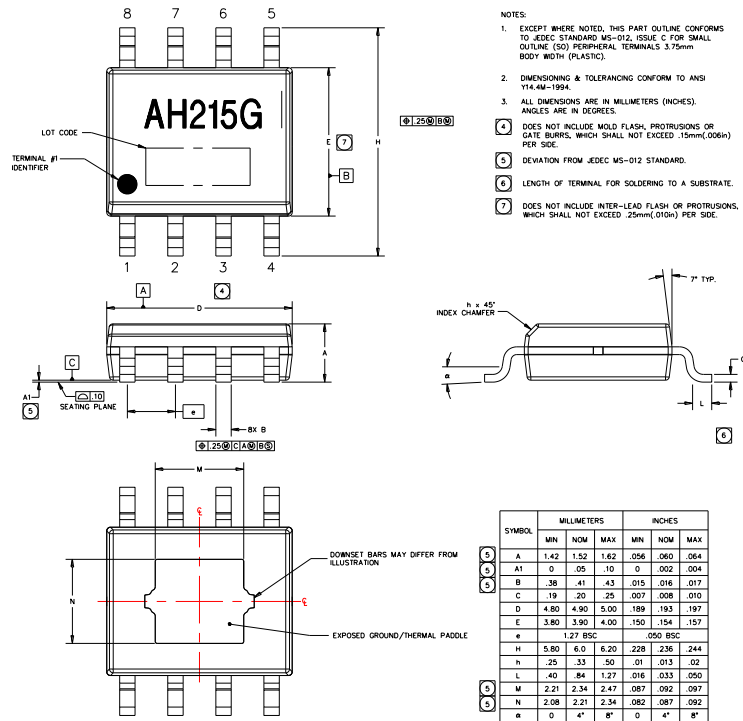 8 7 6 5
AH215G
LOT CODE
TERMINAL #1
IDENTIFIER
1 2 3 4
E 7
B
H
⌖ .25Ⓜ BⓂ
NOTES:
1. EXCEPT WHERE NOTED, THIS PART OUTLINE CONFORMS
TO JEDEC STANDARD MS-012, ISSUE C FOR SMALL
OUTLINE (SO) PERIPHERAL TERMINALS 3.75mm
BODY WIDTH (PLASTIC).
2. DIMENSIONING & TOLERANCING CONFORM TO ANSI
Y14.4M-1994.
3. ALL DIMENSIONS ARE IN MILLIMETERS (INCHES).
ANGLES ARE IN DEGREES.
4 DOES NOT INCLUDE MOLD FLASH, PROTRUSIONS OR
GATE BURRS, WHICH SHALL NOT EXCEED .15mm(.006in)
PER SIDE.
5 DEVIATION FROM JEDEC MS-012 STANDARD.
6 LENGTH OF TERMINAL FOR SOLDERING TO A SUBSTRATE.
7 DOES NOT INCLUDE INTER-LEAD FLASH OR PROTRUSIONS,
WHICH SHALL NOT EXCEED .25mm(.010in) PER SIDE.
A 4
D
A
C
A1
5
⌓ .10
SEATING PLANE
e
8X B
⌖ .25Ⓜ C AⓂ BⓈ
7° TYP.
h x 45°
INDEX CHAMFER
α
C
L
6
M
N
℄
℄
DOWNSET BARS MAY DIFFER FROM
ILLUSTRATION
EXPOSED GROUND/THERMAL PADDLE
SYMBOL MILLIMETERS INCHES
MIN NOM MAX MIN NOM MAX
5 A 1.42 1.52 1.62 .056 .060 .064
5 A1 0 .05 .10 0 .002 .004
5 B .38 .41 .43 .015 .016 .017
C .19 .20 .25 .007 .008 .010
D 4.80 4.90 5.00 .189 .193 .197
E 3.80 3.90 4.00 .150 .154 .157
e 1.27 BSC .050 BSC
H 5.80 6.0 6.20 .228 .236 .244
h .25 .33 .50 .01 .013 .02
L .40 .84 1.27 .016 .033 .050
5 M 2.21 2.34 2.47 .087 .092 .097
5 N 2.08 2.21 2.34 .082 .087 .092
α 0 4° 8° 0 4° 8°